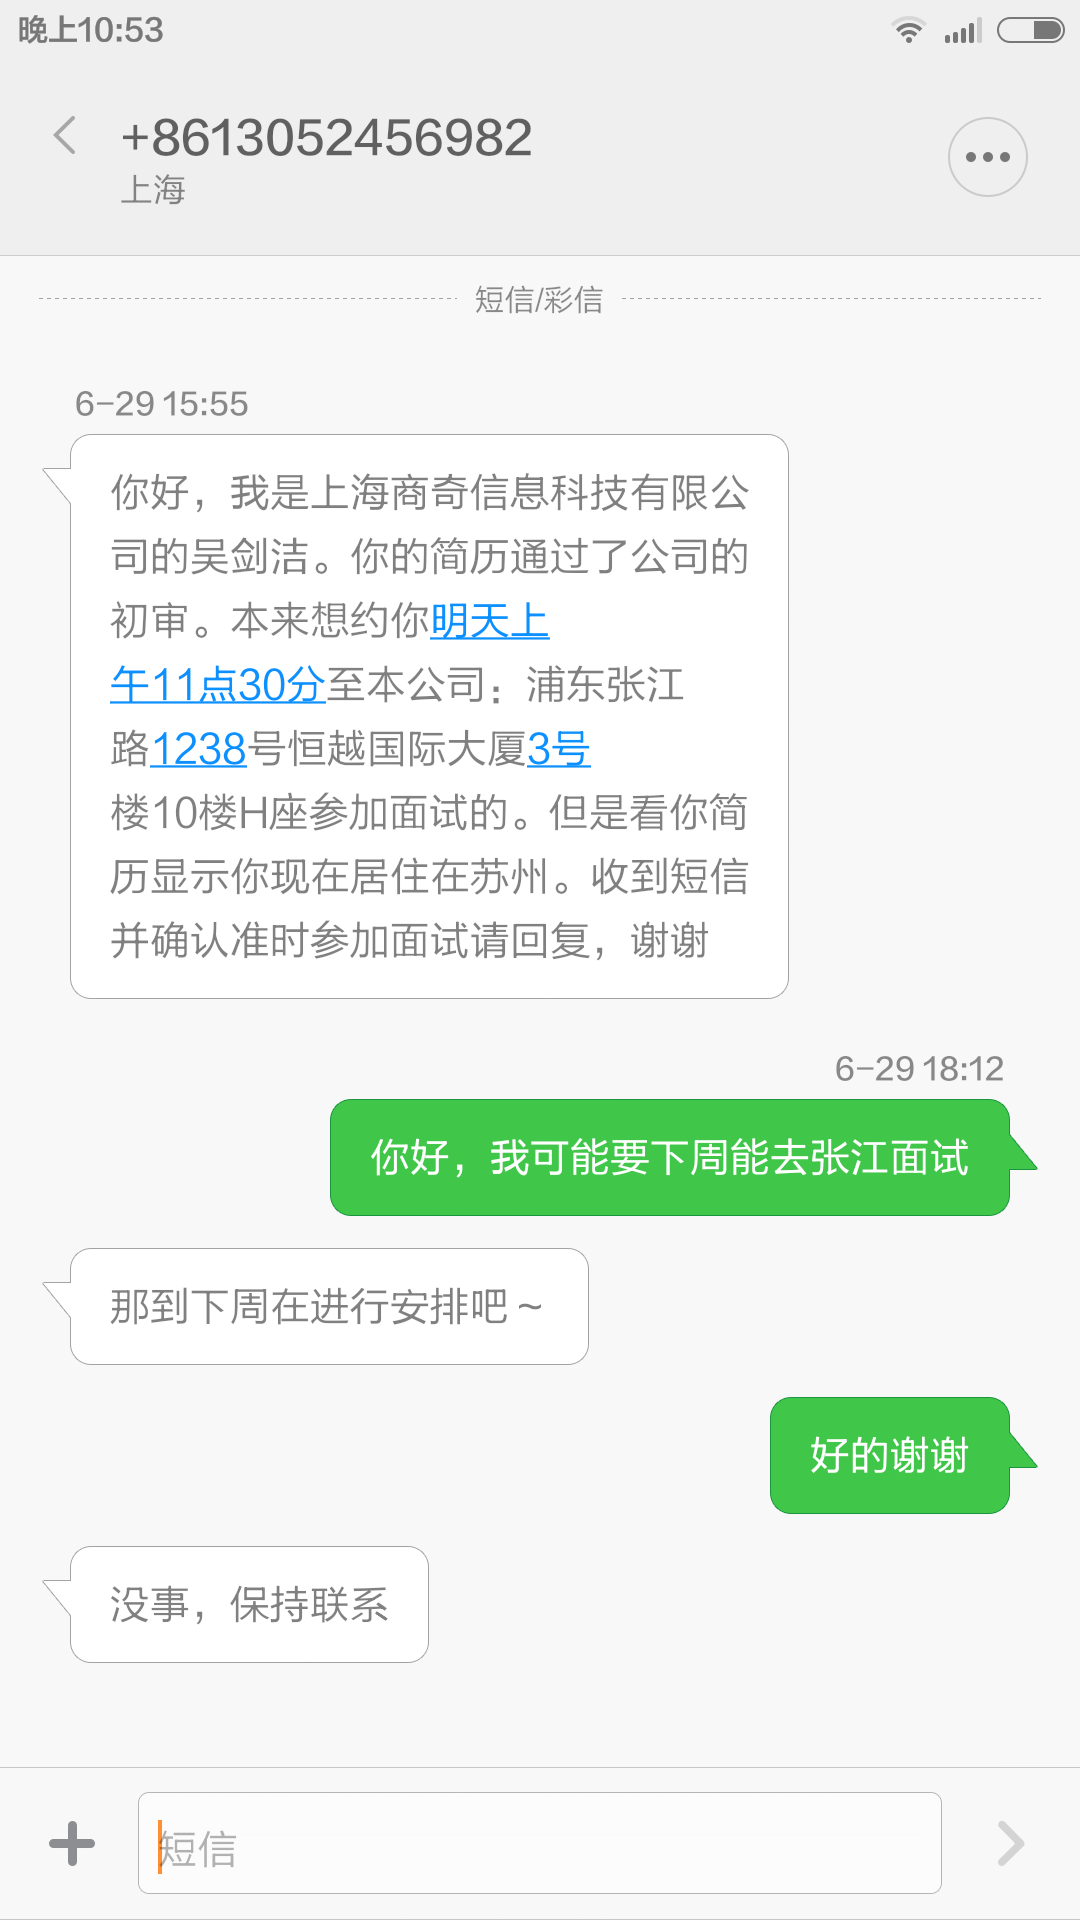 晚上10:53
+8613052456982
上海
短信/彩信
6-29 15:55
你好，我是上海商奇信息科技有限公
司的吴剑洁。你的简历通过了公司的
初审。本来想约你明天上
午11点30分至本公司：浦东张江
路1238号恒越国际大厦3号
楼10楼H座参加面试的。但是看你简
历显示你现在居住在苏州。收到短信
并确认准时参加面试请回复，谢谢
6-29 18:12
你好，我可能要下周能去张江面试
那到下周在进行安排吧～
好的谢谢
没事，保持联系
短信